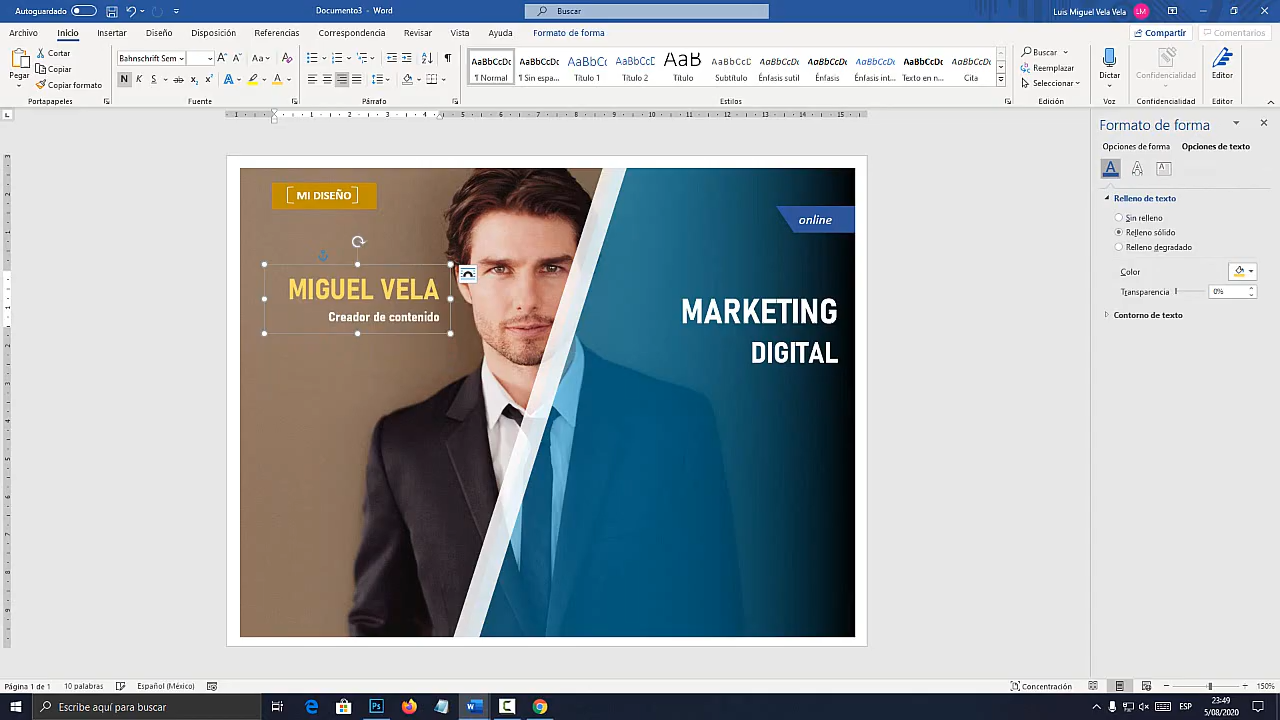 Autoguardado
Documento3 - Word
Buscar
Luis Miguel Vela Vela
LM
Archivo
Inicio
Insertar
Diseño
Disposición
Referencias
Correspondencia
Revisar
Vista
Ayuda
Formato de forma
Compartir
Comentarios
Pegar
Cortar
Copiar
Copiar formato
Portapapeles
Bahnschrift Sem
Fuente
Párrafo
AaBbCcDc
1 Normal
AaBbCcDc
1 Sin espa...
AaBbCc
Título 1
AaBbCcC
Título 2
AaB
Título
AaBbCcC
Subtítulo
AaBbCcDc
Énfasis sutil
AaBbCcDc
Énfasis
AaBbCcDc
Énfasis int...
AaBbCcDc
Texto en n...
AaBbCcDc
Cita
Estilos
Buscar
Reemplazar
Seleccionar
Edición
Dictar
Voz
Confidencialidad
Confidencialidad
Editor
Editor
MI DISEÑO
online
MIGUEL VELA
Creador de contenido
MARKETING
DIGITAL
Formato de forma
Opciones de forma
Opciones de texto
Relleno de texto
Sin relleno
Relleno sólido
Relleno degradado
Color
Transparencia
0%
Contorno de texto
Página 1 de 1
10 palabras
Español (México)
Concentración
150%
Escribe aquí para buscar
ESP
23:49
5/08/2020